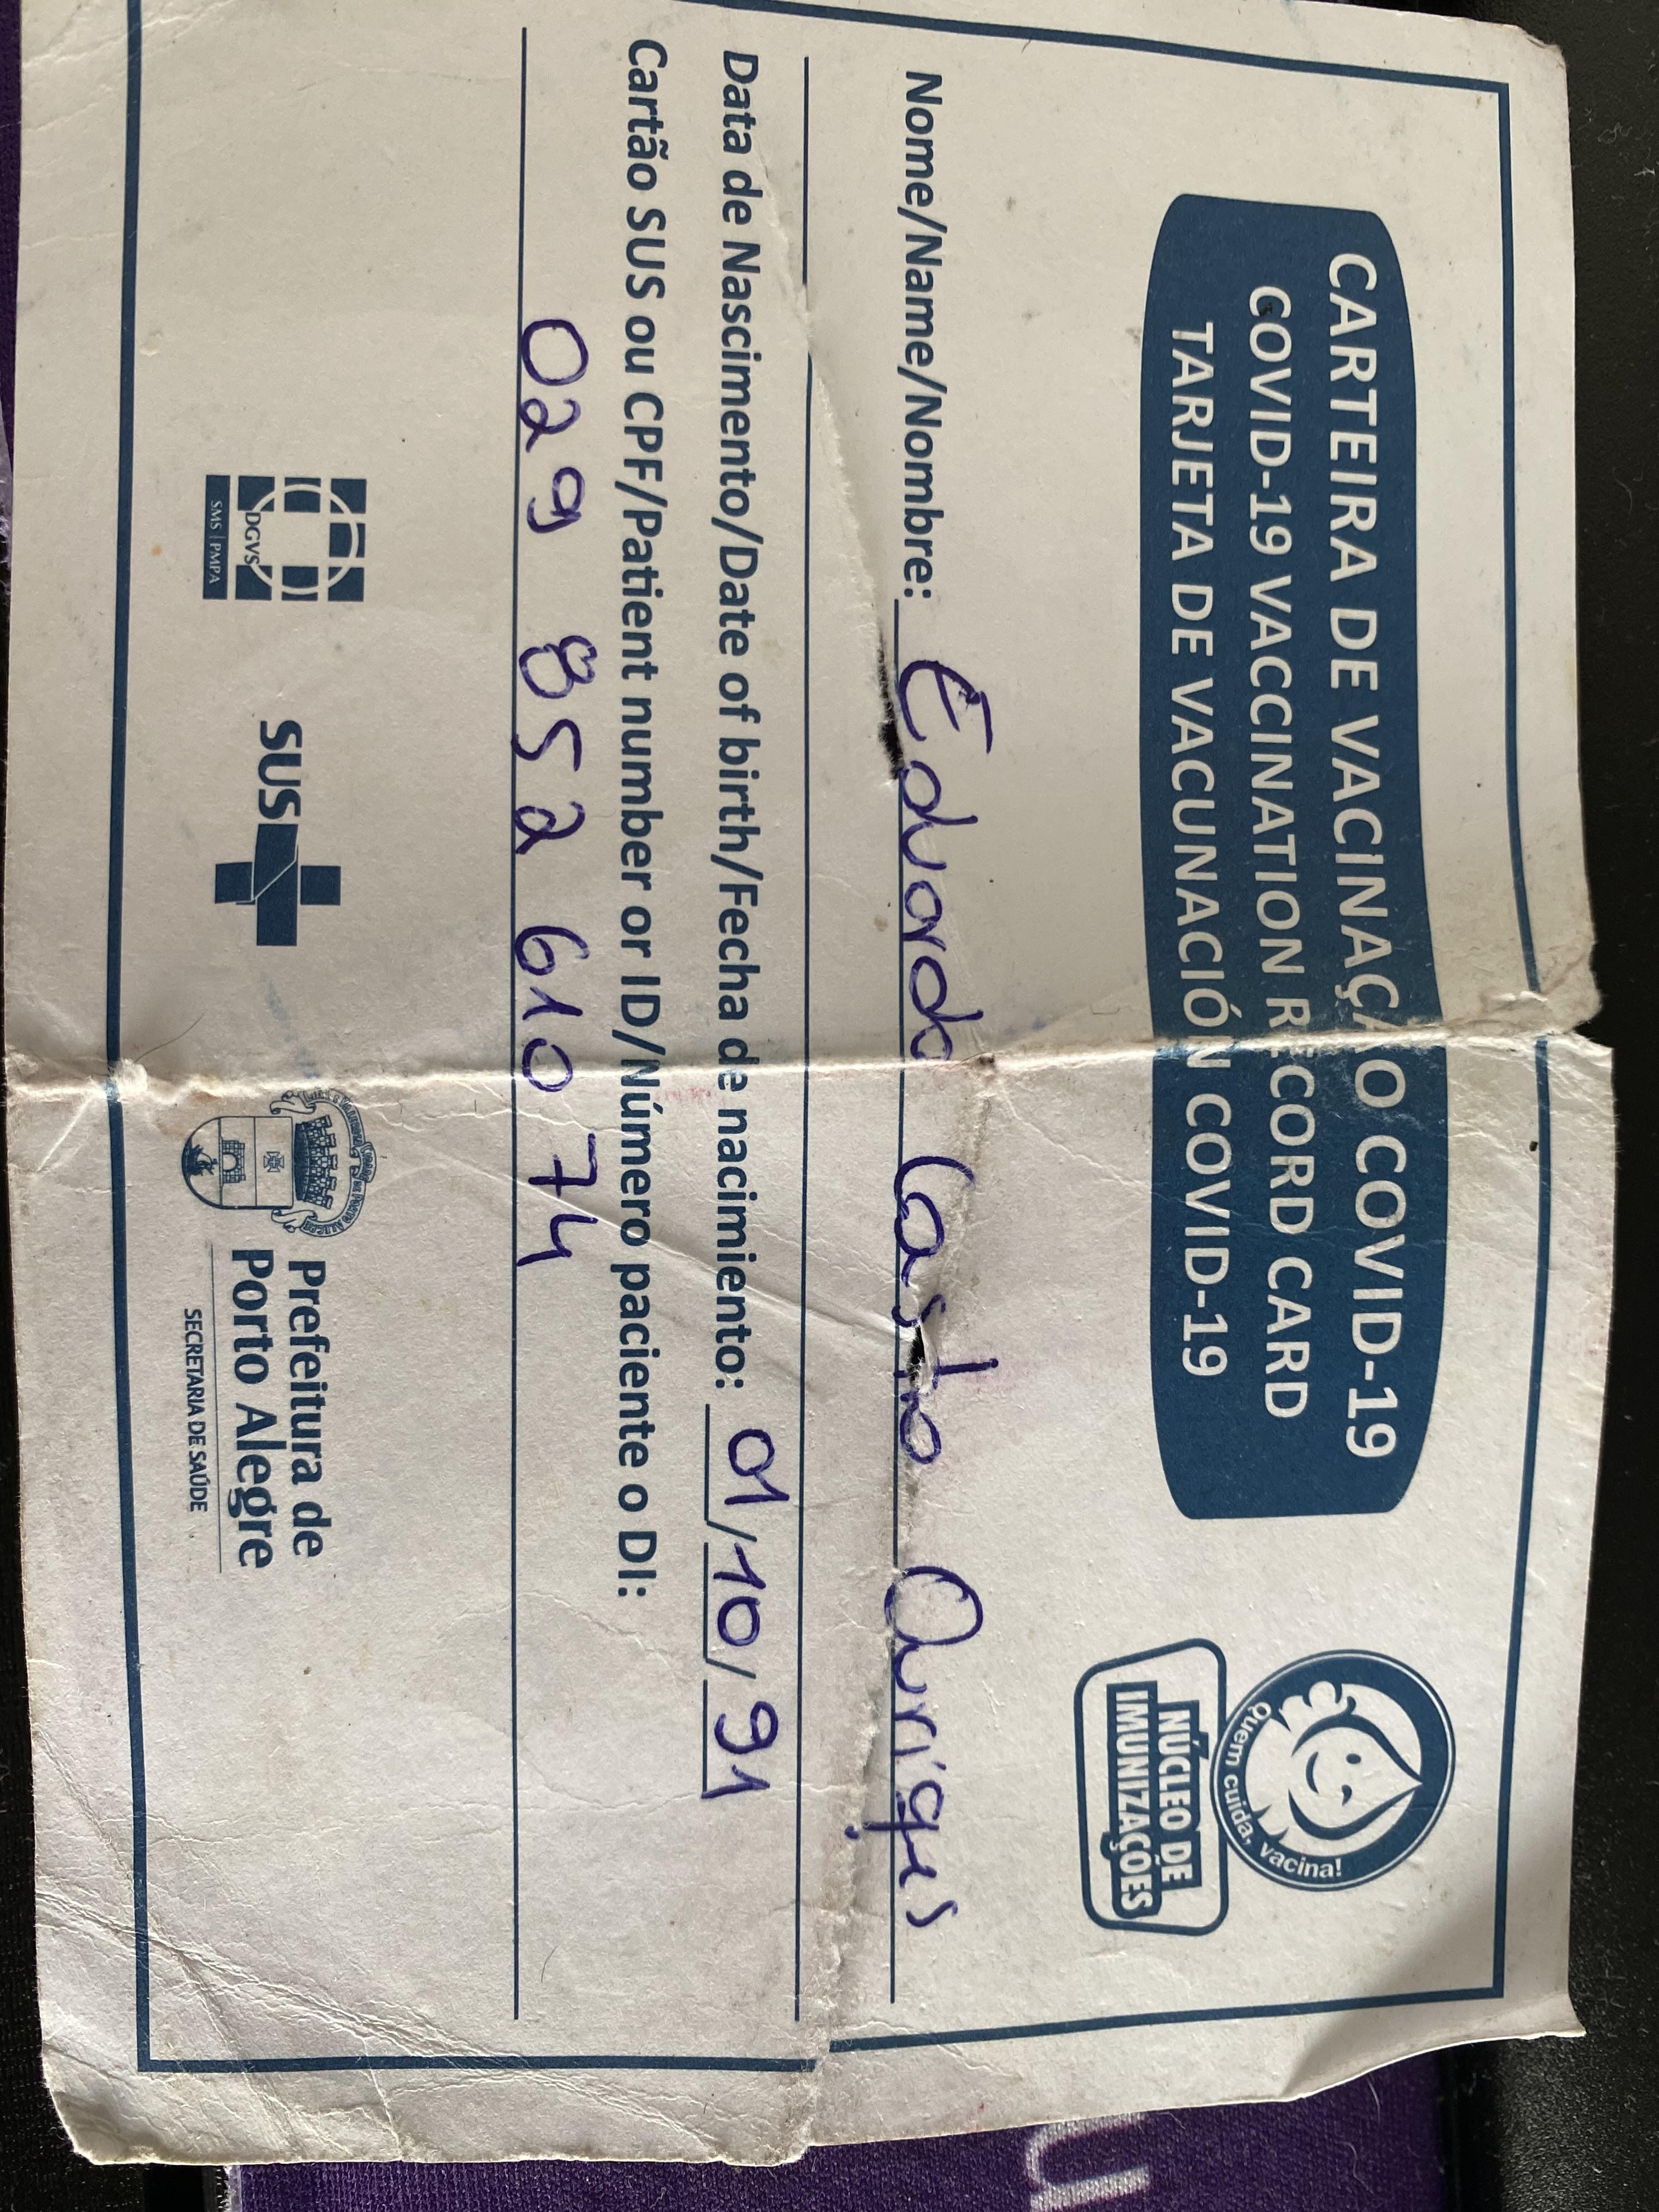 CARTEIRA DE VACINAÇÃO COVID-19
COVID-19 VACCINATION RECORD CARD
TARJETA DE VACUNACIÓN COVID-19
Quem cuida, vacina!
NÚCLEO DE
IMUNIZAÇÕES
Nome/Name/Nombre: Eduardo Castro Ouriques
Data de Nascimento/Date of birth/Fecha de nacimiento: 01/10/91
Cartão SUS ou CPF/Patient number or ID/Número paciente o DI:
029 852 610 74
DGVS
SMS | PMPA
SUS
Prefeitura de
Porto Alegre
SECRETARIA DE SAÚDE